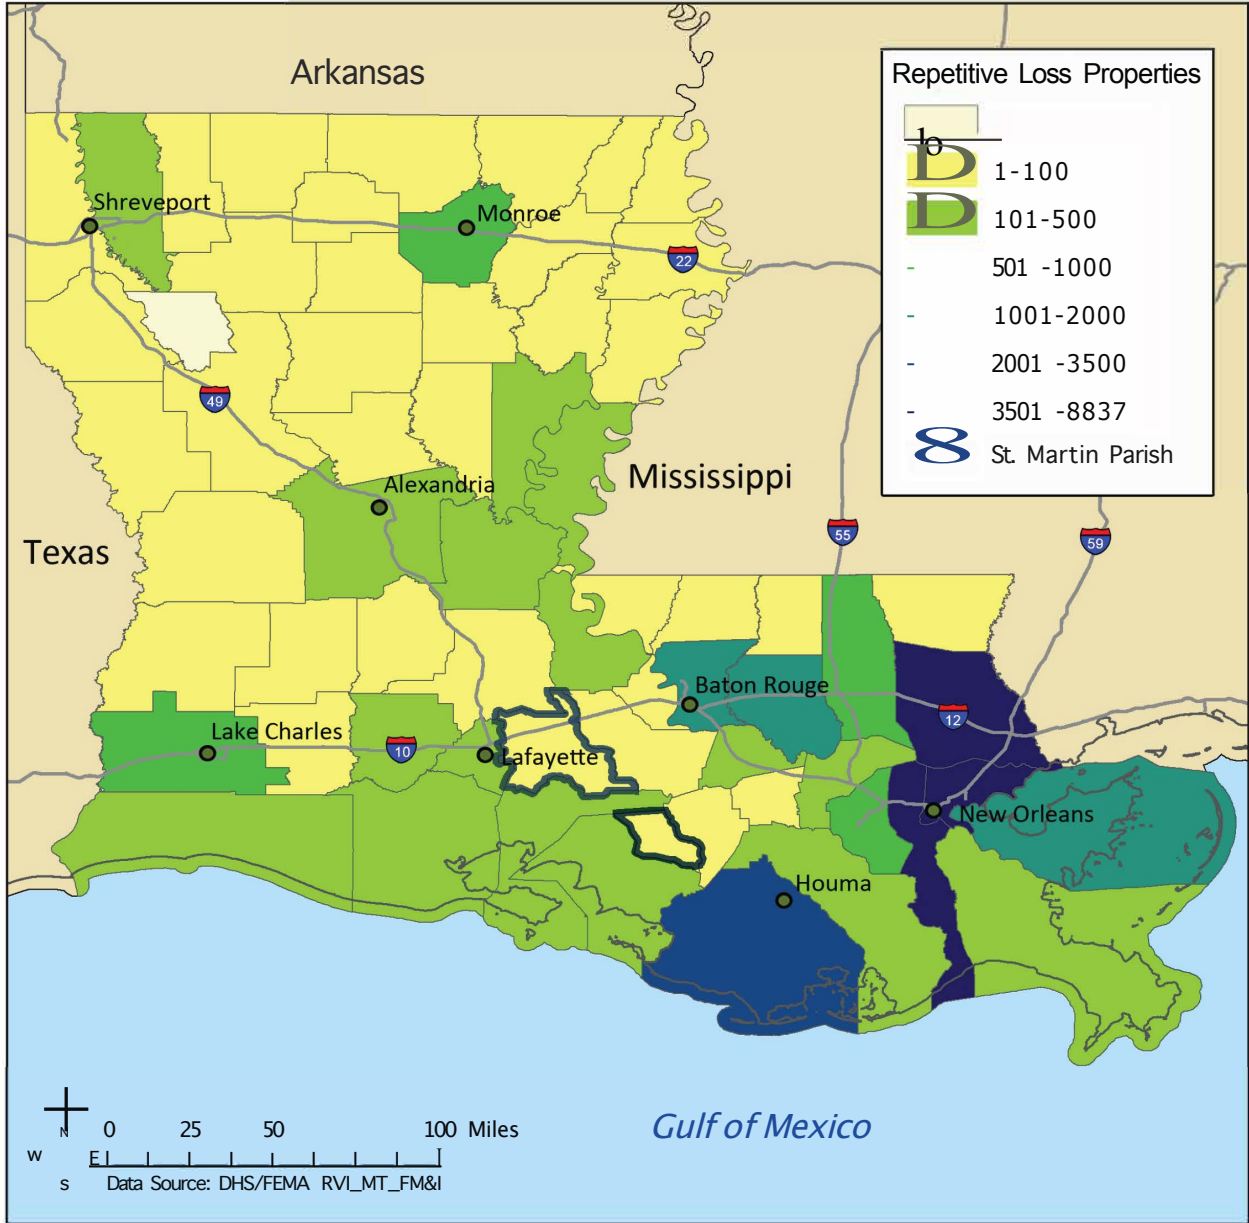 Arkansas
Repetitive Loss Properties
b
D 1-100
D 101-500
- 501 -1000
- 1001-2000
- 2001 -3500
- 3501 -8837
8 St. Martin Parish
Shreveport
Monroe
22
49
Alexandria
Mississippi
Texas
55
59
Baton Rouge
12
Lake Charles
10
Lafayette
New Orleans
Houma
Gulf of Mexico
N
W
E
S
0 25 50 100 Miles
Data Source: DHS/FEMA RVI_MT_FM&I